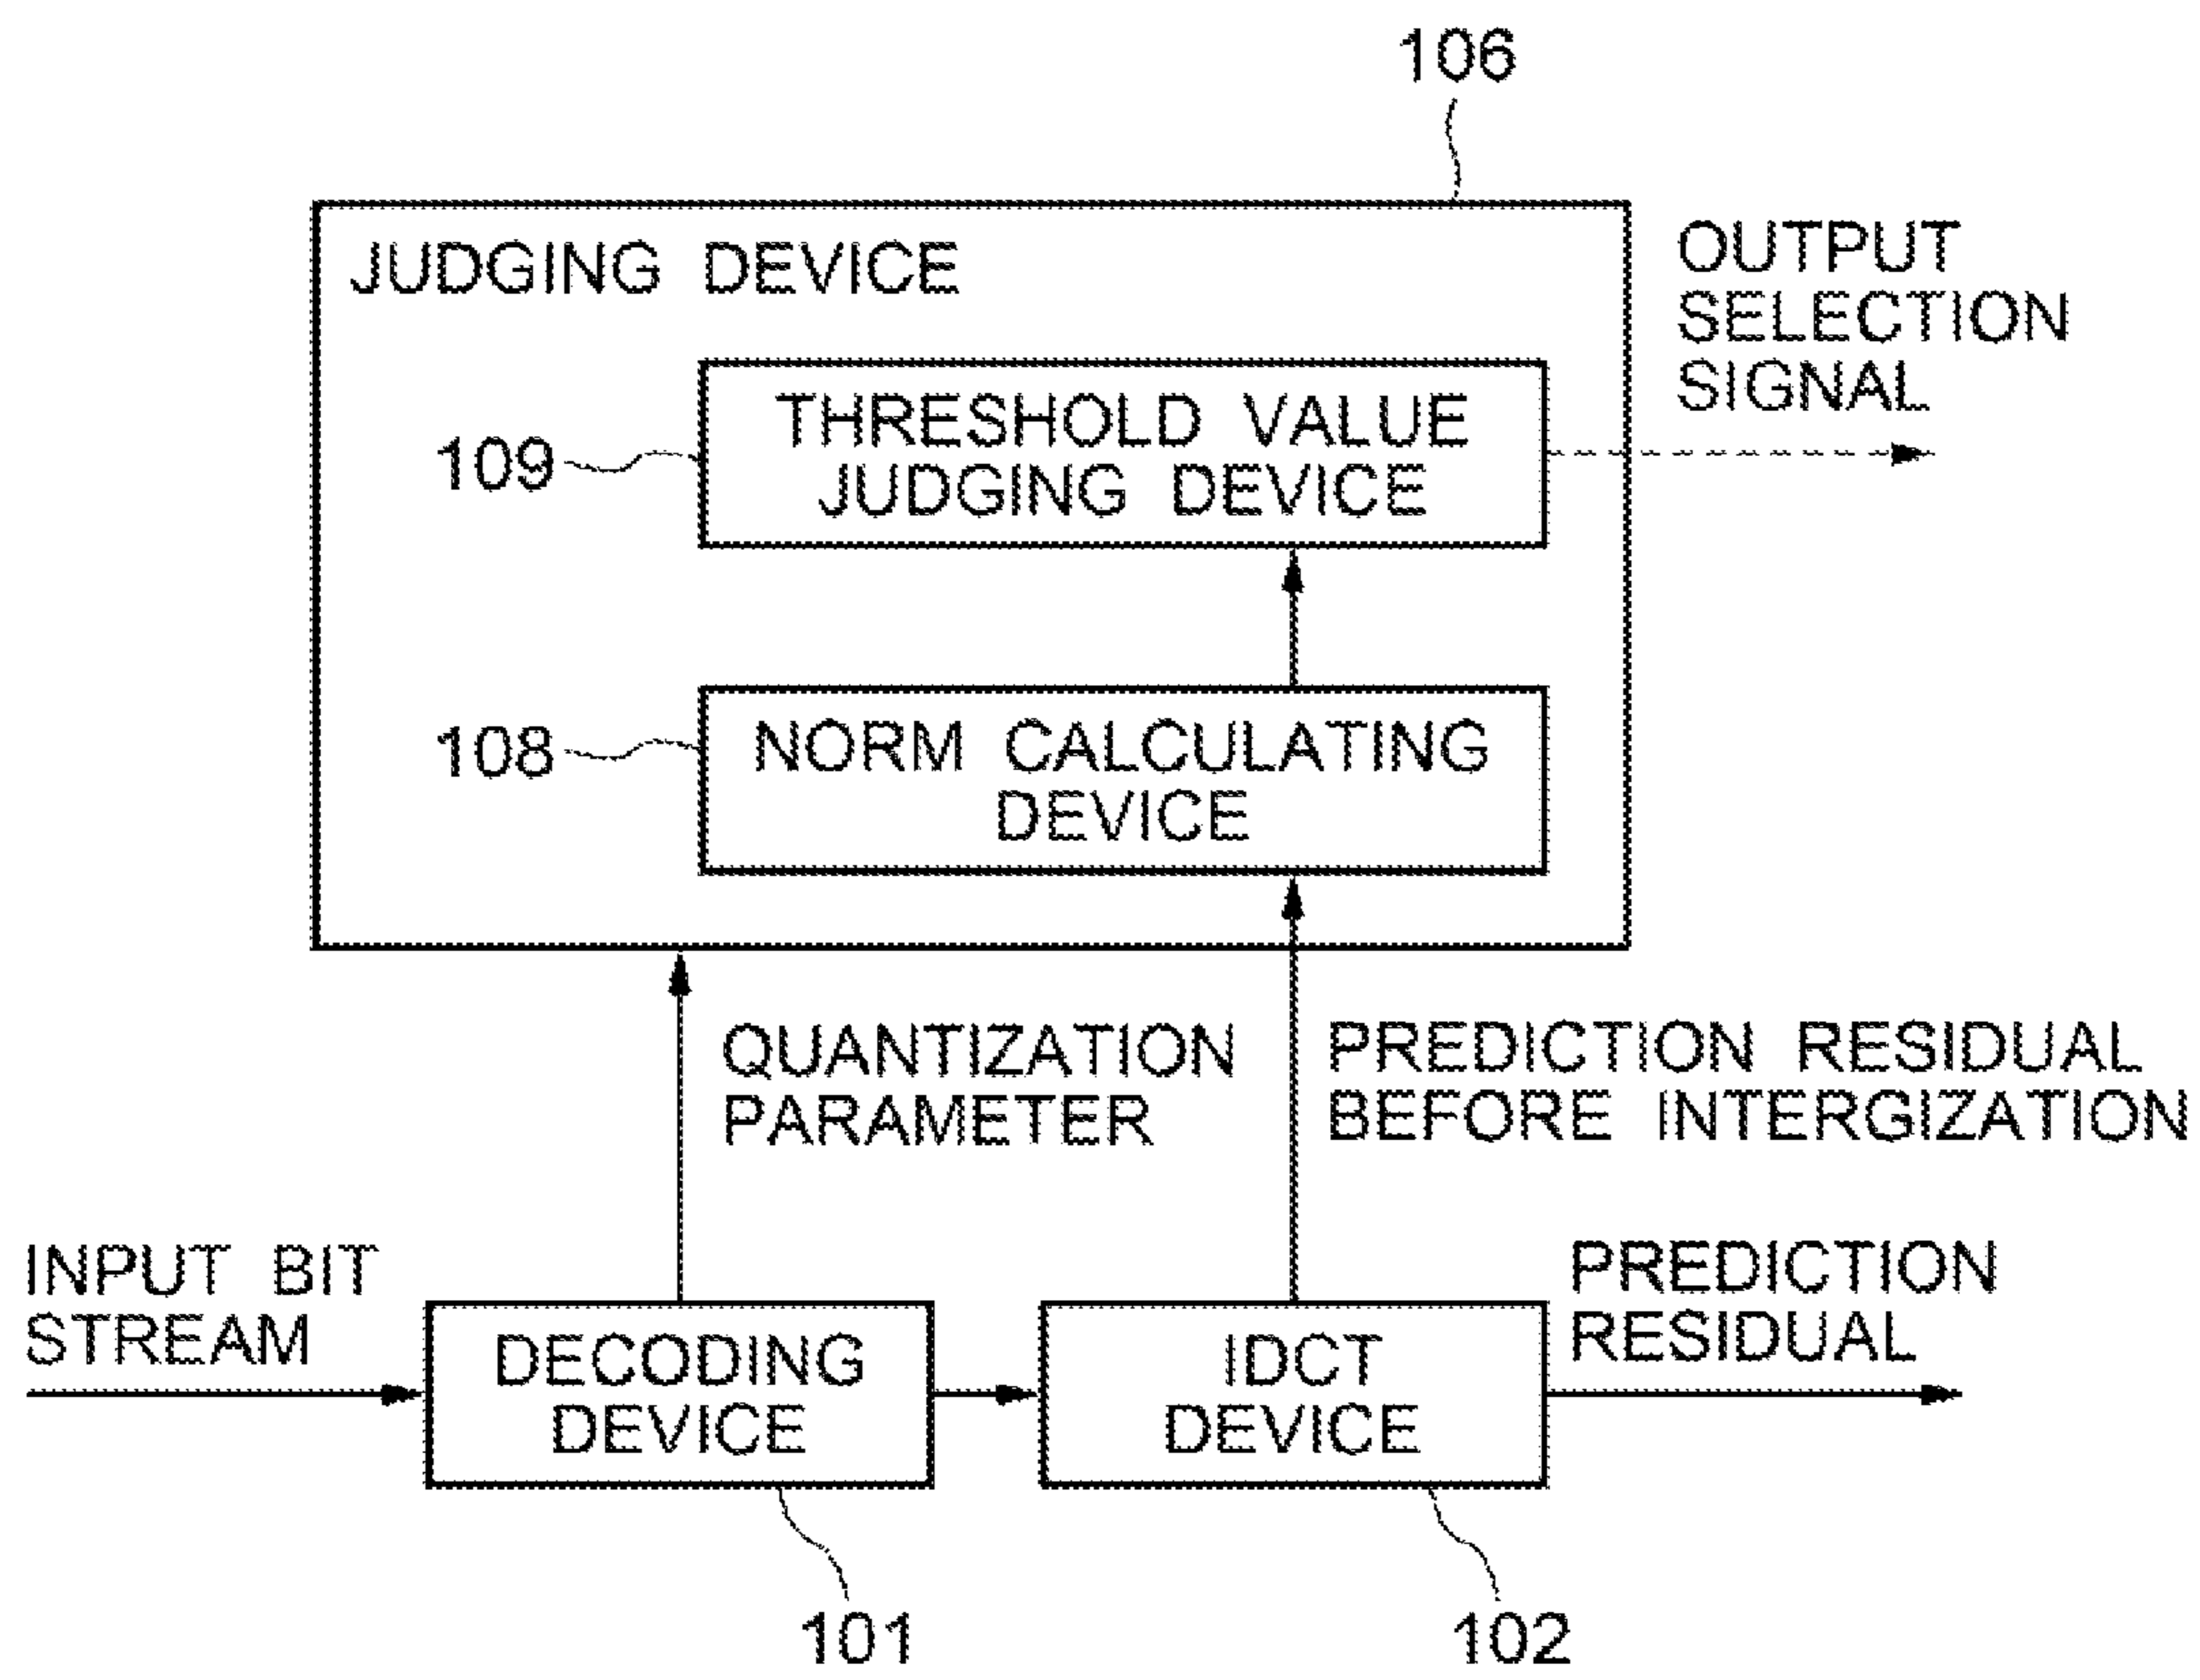 106
JUDGING DEVICE
OUTPUT
SELECTION
SIGNAL
THRESHOLD VALUE
JUDGING DEVICE
109
NORM CALCULATING
DEVICE
108
QUANTIZATION
PARAMETER
PREDICTION RESIDUAL
BEFORE INTERGIZATION
INPUT BIT
STREAM
DECODING
DEVICE
IDCT
DEVICE
PREDICTION
RESIDUAL
101
102